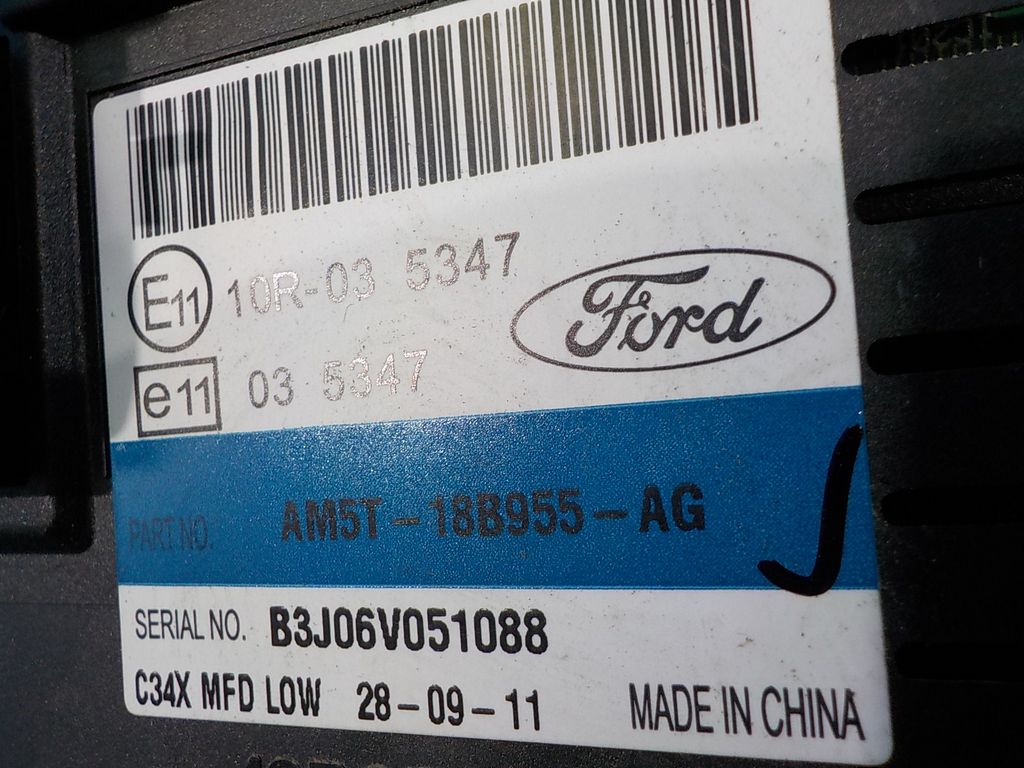 E11 10R-03 5347
Ford
e11 03 5347
PART NO. AM5T-18B955-AG
SERIAL NO. B3J06V051088
C34X MFD LOW 28-09-11 MADE IN CHINA